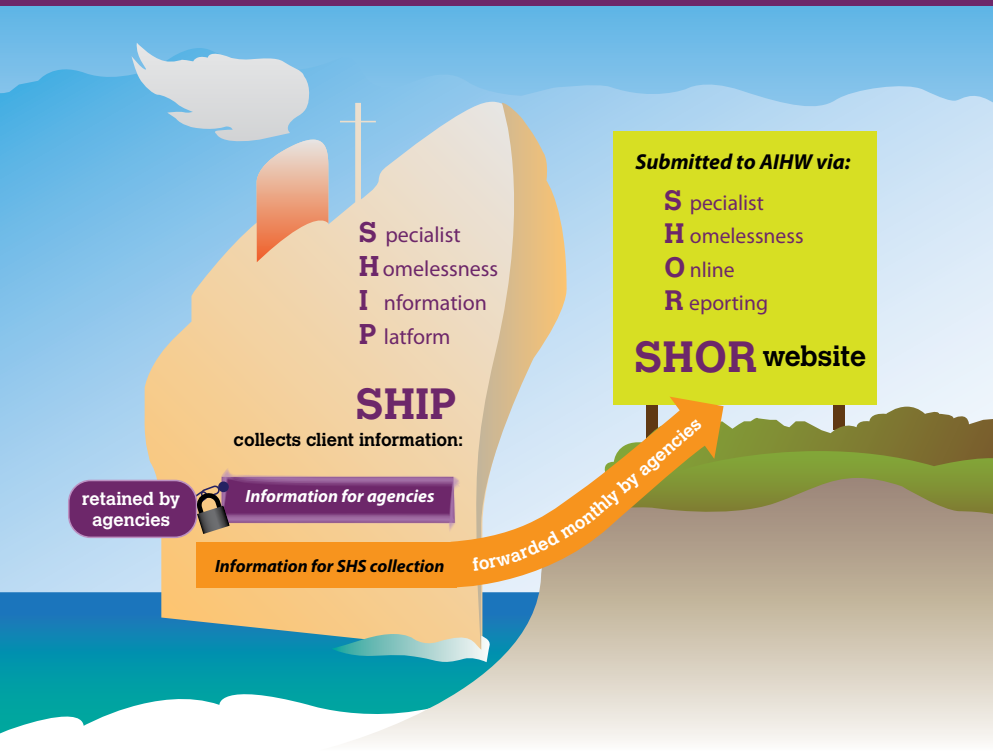 Specialist
Homelessness
Information
Platform
SHIP
collects client information:
retained by
agencies
Information for agencies
Information for SHS collection
forwarded monthly by agencies
Submitted to AIHW via:
Specialist
Homelessness
Online
Reporting
SHOR website